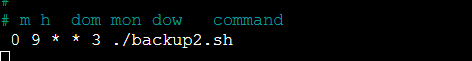 #
# m h  dom mon dow   command
 0 9 * * 3 ./backup2.sh